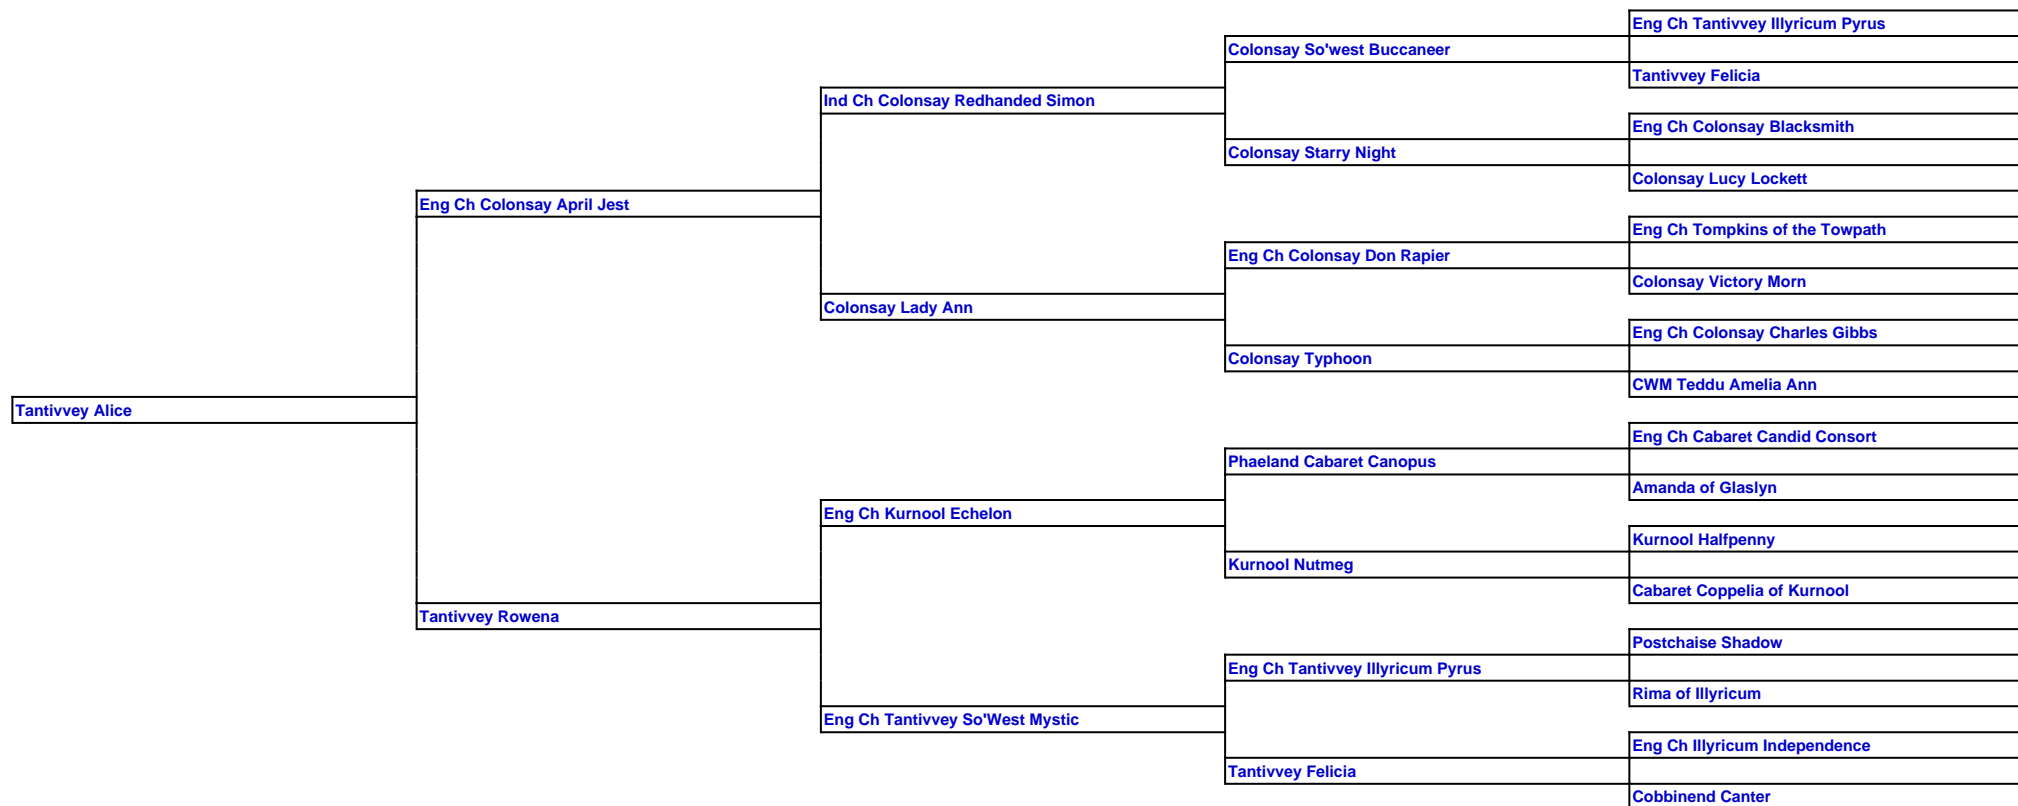 Eng Ch Tantivvey Illyricum Pyrus
Colonsay So'west Buccaneer
Tantivvey Felicia
Ind Ch Colonsay Redhanded Simon
Eng Ch Colonsay Blacksmith
Colonsay Starry Night
Colonsay Lucy Lockett
Eng Ch Colonsay April Jest
Eng Ch Tompkins of the Towpath
Eng Ch Colonsay Don Rapier
Colonsay Victory Morn
Colonsay Lady Ann
Eng Ch Colonsay Charles Gibbs
Colonsay Typhoon
CWM Teddu Amelia Ann
Tantivvey Alice
Eng Ch Cabaret Candid Consort
Phaeland Cabaret Canopus
Amanda of Glaslyn
Eng Ch Kurnool Echelon
Kurnool Halfpenny
Kurnool Nutmeg
Cabaret Coppelia of Kurnool
Tantivvey Rowena
Postchaise Shadow
Eng Ch Tantivvey Illyricum Pyrus
Rima of Illyricum
Eng Ch Tantivvey So'West Mystic
Eng Ch Illyricum Independence
Tantivvey Felicia
Cobbinend Canter